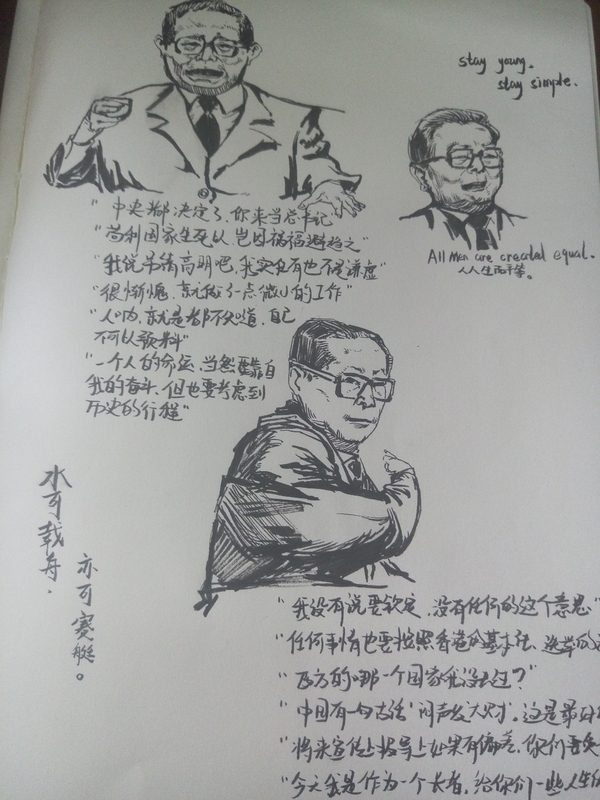 stay young.
stay simple.
"中央都决定了,你来当总书记"
"苟利国家生死以,岂因祸福避趋之"
All Men are created equal.
人人生而平等。
"我说另请高明吧,我实在我也不是谦虚"
"很惭愧,就做了一点微小的工作"
"人呐,就是都不知道,自己
不可以预料"
"一个人的命运,当然要靠自
我的奋斗,但也要考虑到
历史的行程"
水可载舟.
亦可赛艇。
"我没有说要钦定,没有任何的这个意思"
"任何事情也要按照香港的基本法、选举的
"西方的哪一个国家我没去过?"
"中国有一句古话'闷声发大财'。这是最好
"将来宣传上报导上如果有偏差,你们要负
"今天我是作为一个长者,给你们一些人生